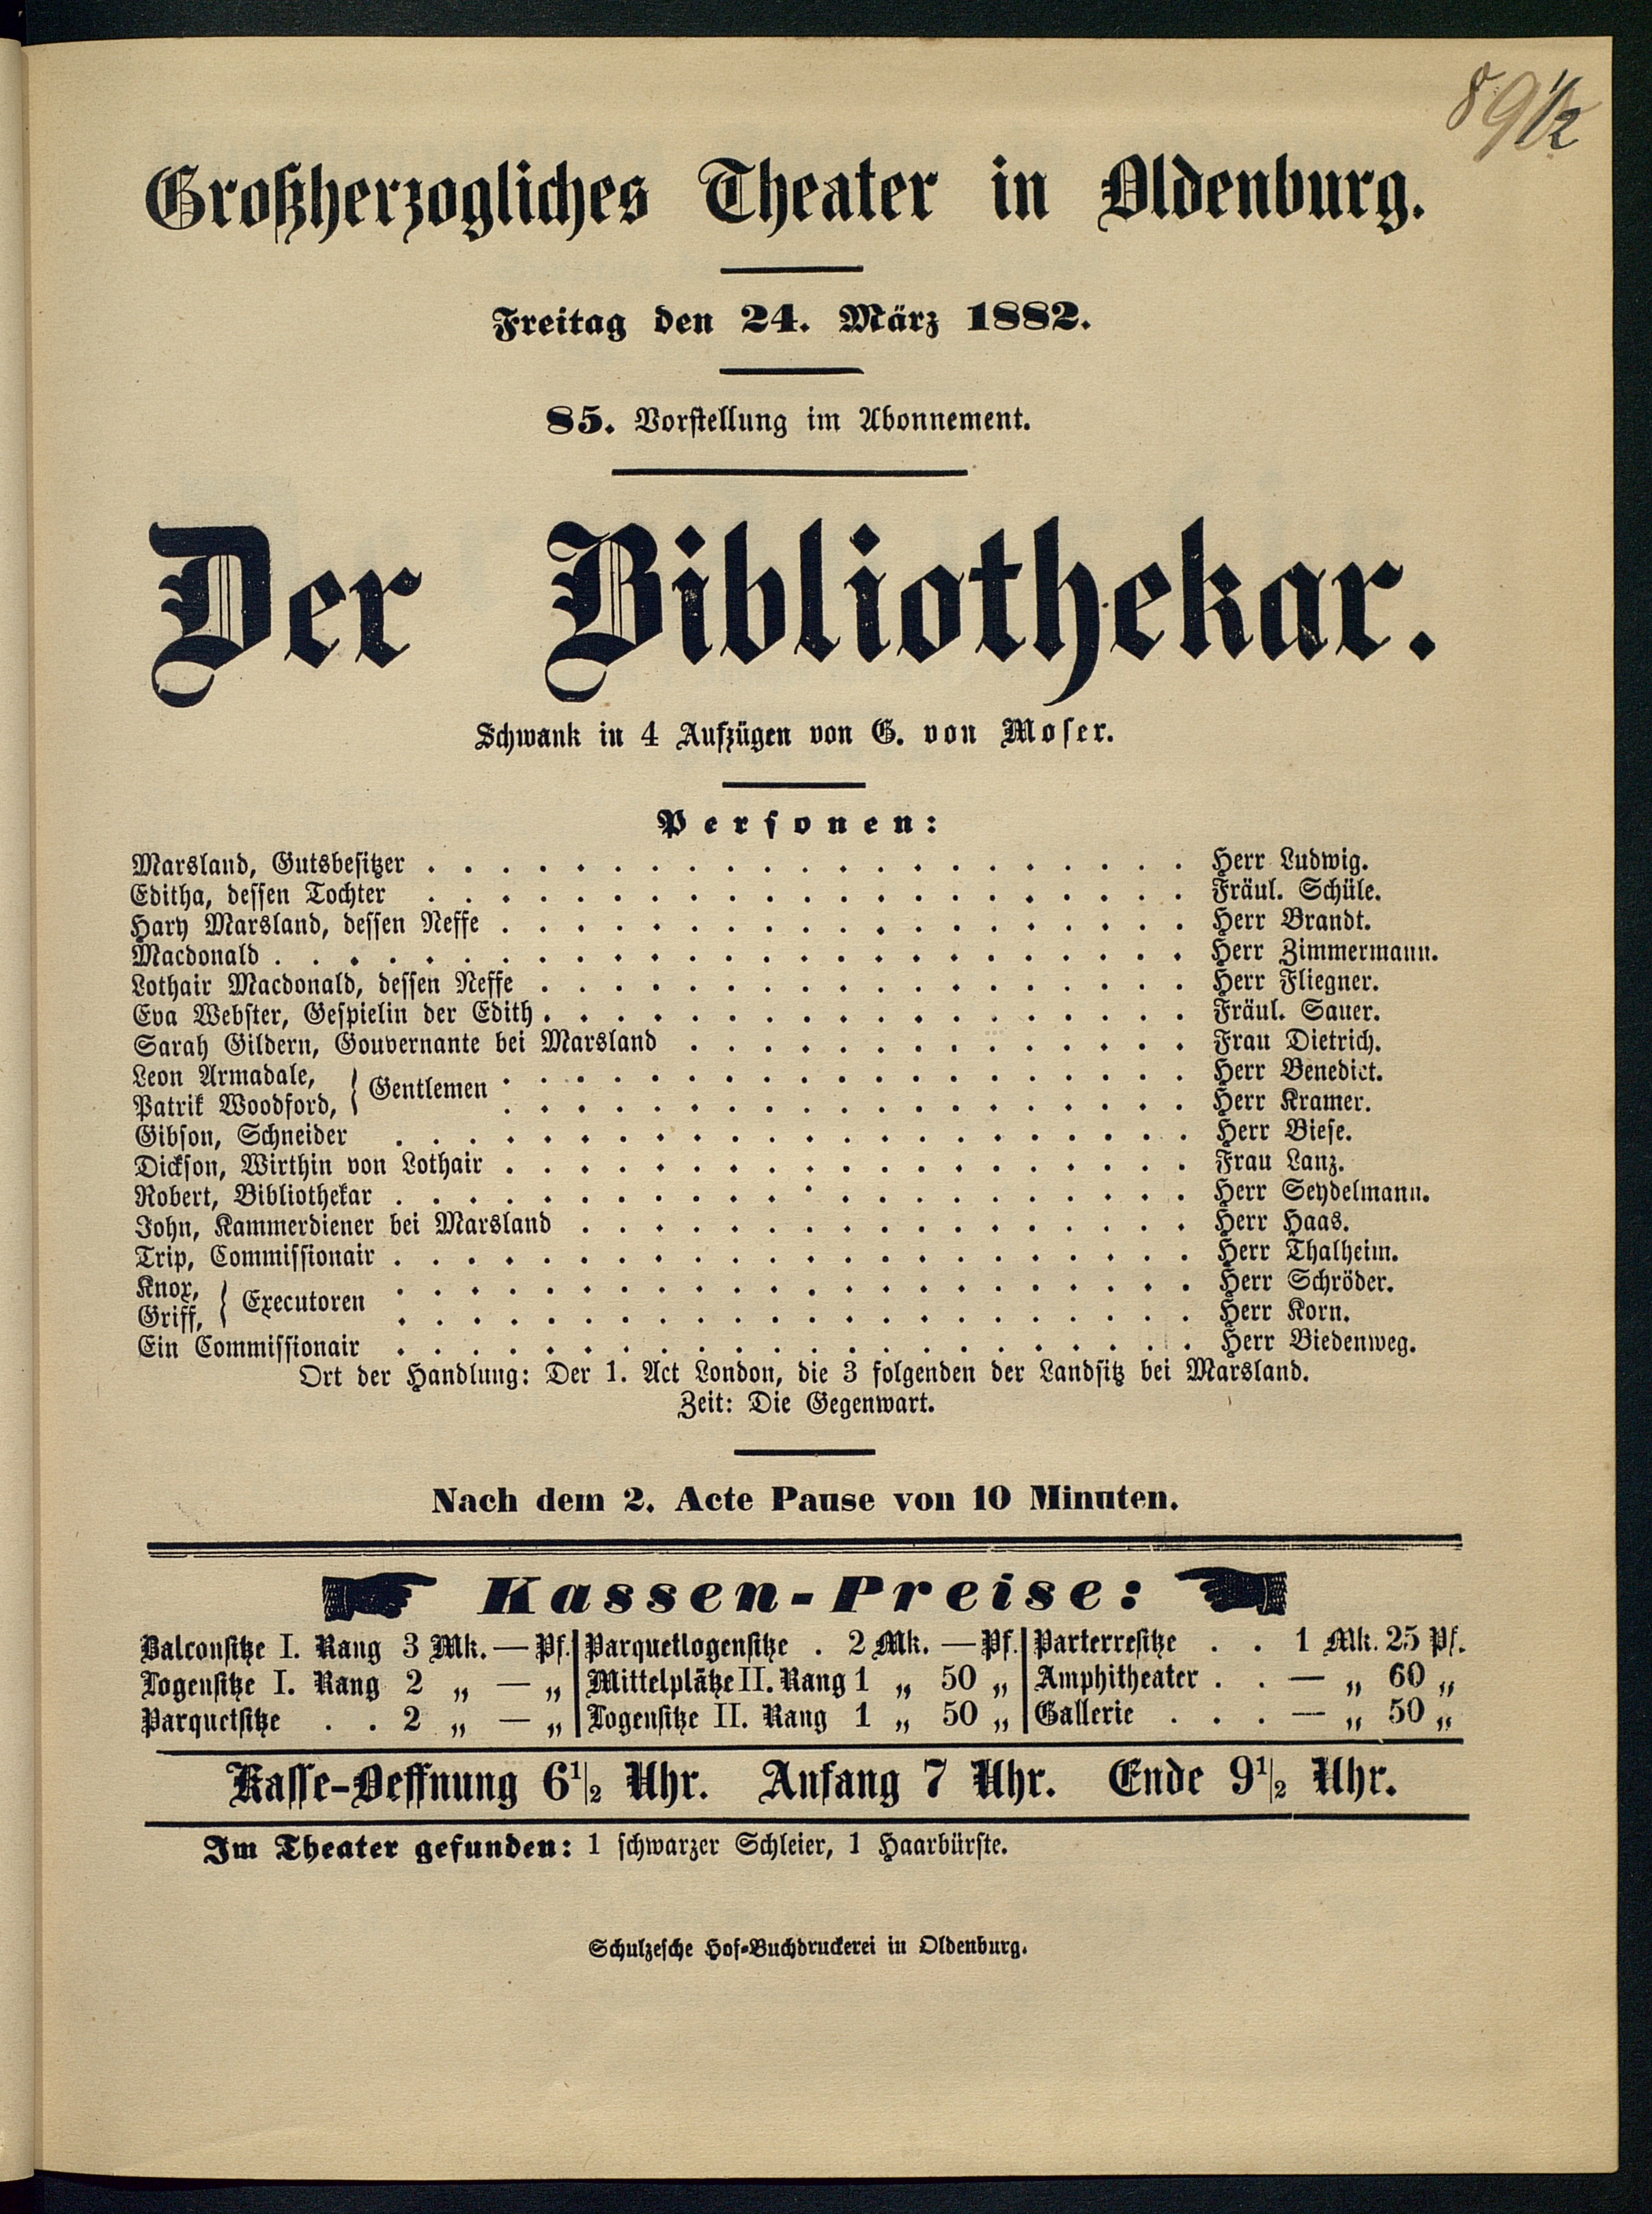 89½
Großherzogliches Theater in Oldenburg.
Freitag den 24. März 1882.
85. Vorstellung im Abonnement.
Der Bibliothekar.
Schwank in 4 Aufzügen von G. von Moser.
Personen:
Marsland, Gutsbesitzer . . . . . . . . . . Herr Ludwig.
Editha, dessen Tochter . . . . . . . . . . Fräul. Schüle.
Hary Marsland, dessen Neffe . . . . . . . . . . Herr Brandt.
Macdonald . . . . . . . . . . Herr Zimmermann.
Lothair Macdonald, dessen Neffe . . . . . . . . . . Herr Fliegner.
Eva Webster, Gespielin der Edith . . . . . . . . . . Fräul. Sauer.
Sarah Gildern, Gouvernante bei Marsland . . . . . . . . . . Frau Dietrich.
Leon Armadale, } Gentlemen . . . . . . . . . . Herr Benedict.
Patrik Woodford, } . . . . . . . . . . Herr Kramer.
Gibson, Schneider . . . . . . . . . . Herr Biese.
Dickson, Wirthin von Lothair . . . . . . . . . . Frau Lanz.
Robert, Bibliothekar . . . . . . . . . . Herr Seydelmann.
John, Kammerdiener bei Marsland . . . . . . . . . . Herr Haas.
Trip, Commissionair . . . . . . . . . . Herr Thalheim.
Knox, } Executoren . . . . . . . . . . Herr Schröder.
Griff, } . . . . . . . . . . Herr Korn.
Ein Commissionair . . . . . . . . . . Herr Biedenweg.
Ort der Handlung: Der 1. Act London, die 3 folgenden der Landsitz bei Marsland.
Zeit: Die Gegenwart.
Nach dem 2. Acte Pause von 10 Minuten.
Kassen-Preise:
Balconsitze I. Rang 3 Mk. — Pf. | Parquetlogensitze . 2 Mk. — Pf. | Parterresitze . . 1 Mk. 25 Pf.
Logensitze I. Rang 2 „ — „ | Mittelplätze II. Rang 1 „ 50 „ | Amphitheater . . — „ 60 „
Parquetsitze . . 2 „ — „ | Logensitze II. Rang 1 „ 50 „ | Gallerie . . . — „ 50 „
Kasse-Oeffnung 6½ Uhr. Anfang 7 Uhr. Ende 9½ Uhr.
Im Theater gefunden: 1 schwarzer Schleier, 1 Haarbürste.
Schulzesche Hof-Buchdruckerei in Oldenburg.